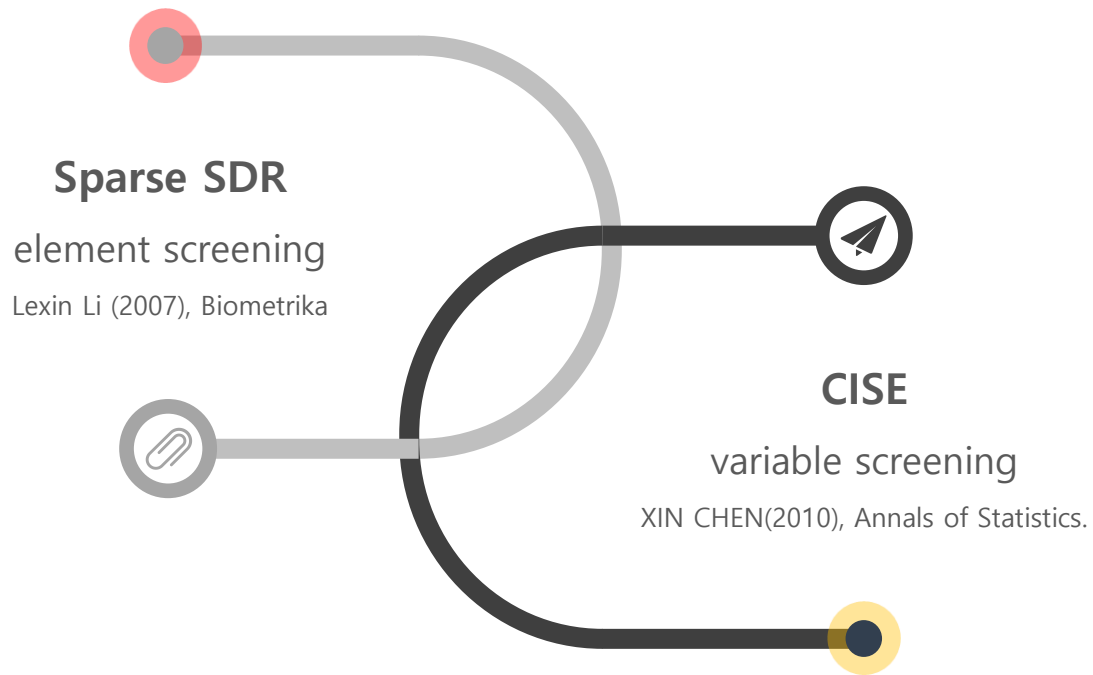 Sparse SDR
element screening
Lexin Li (2007), Biometrika
CISE
variable screening
XIN CHEN(2010), Annals of Statistics.